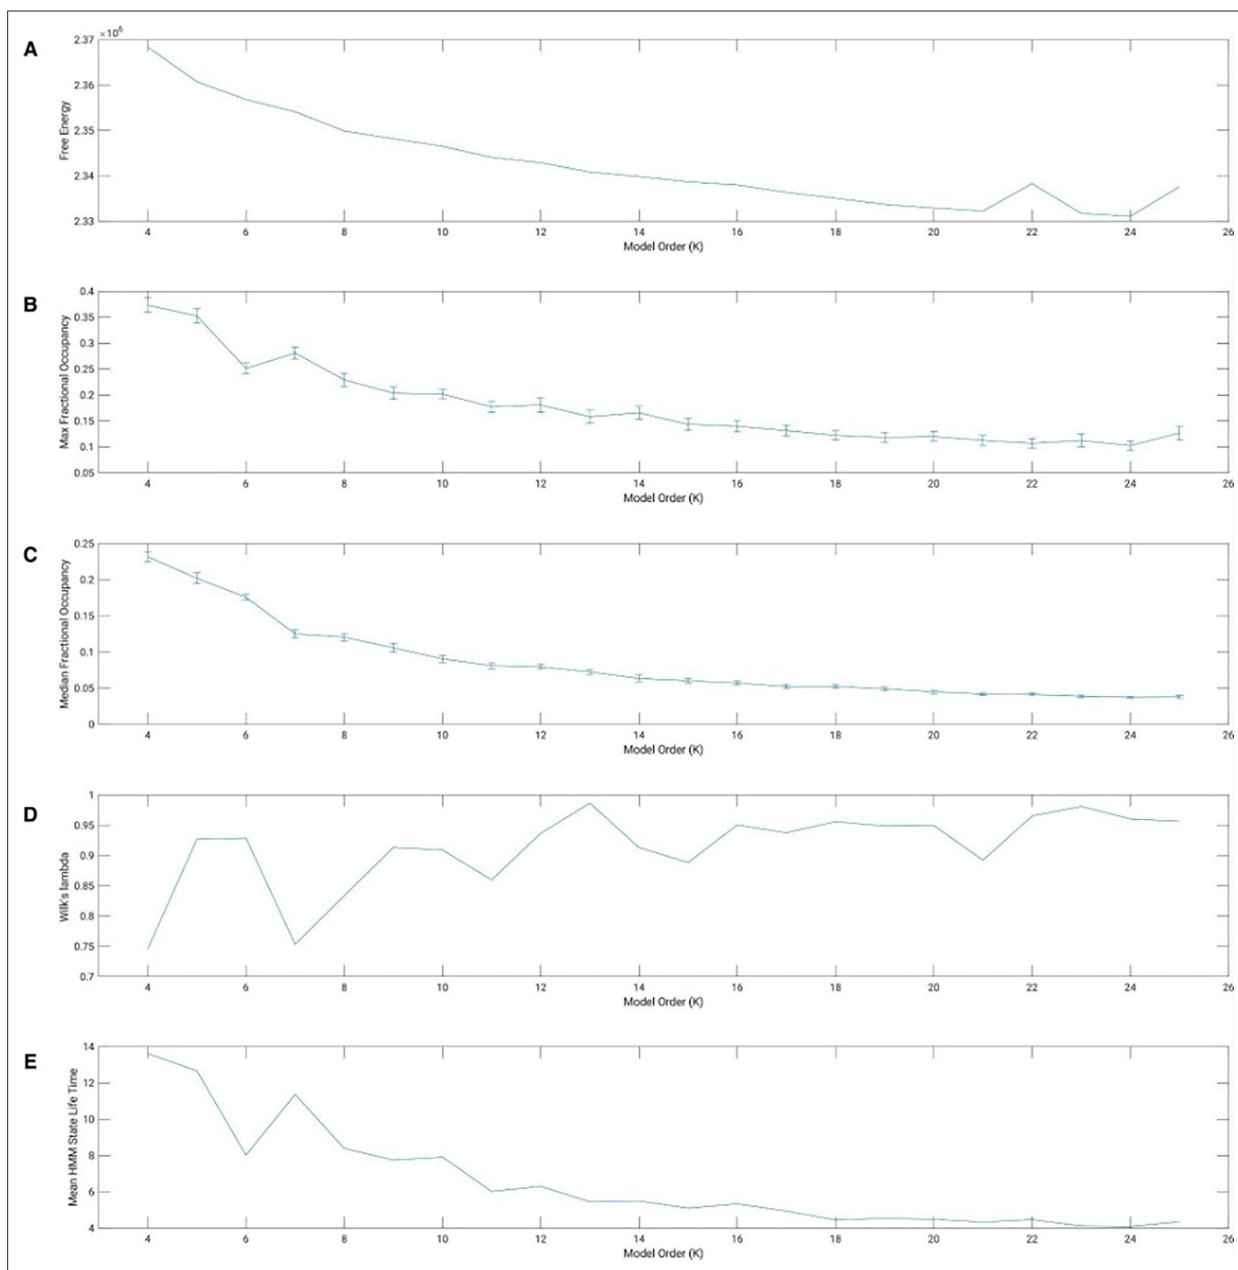 A
×10⁶
2.37
2.36
2.35
2.34
2.33
Free Energy
4 6 8 10 12 14 16 18 20 22 24 26
Model Order (K)
B
0.4
0.35
0.3
0.25
0.2
0.15
0.1
0.05
Max Fractional Occupancy
4 6 8 10 12 14 16 18 20 22 24 26
Model Order (K)
C
0.25
0.2
0.15
0.1
0.05
0
Median Fractional Occupancy
4 6 8 10 12 14 16 18 20 22 24 26
Model Order (K)
D
1
0.95
0.9
0.85
0.8
0.75
0.7
Wilk's lambda
4 6 8 10 12 14 16 18 20 22 24 26
Model Order (K)
E
14
12
10
8
6
4
Mean HMM State Life Time
4 6 8 10 12 14 16 18 20 22 24 26
Model Order (K)